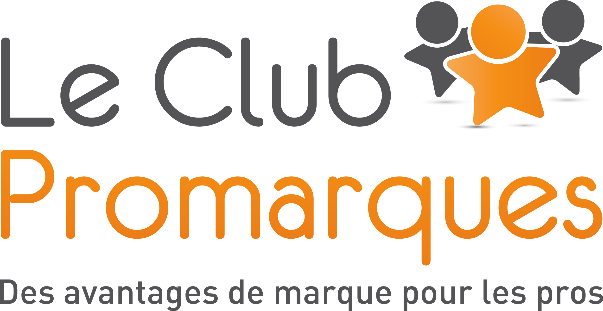 Le Club
Promarques
Des avantages de marque pour les pros